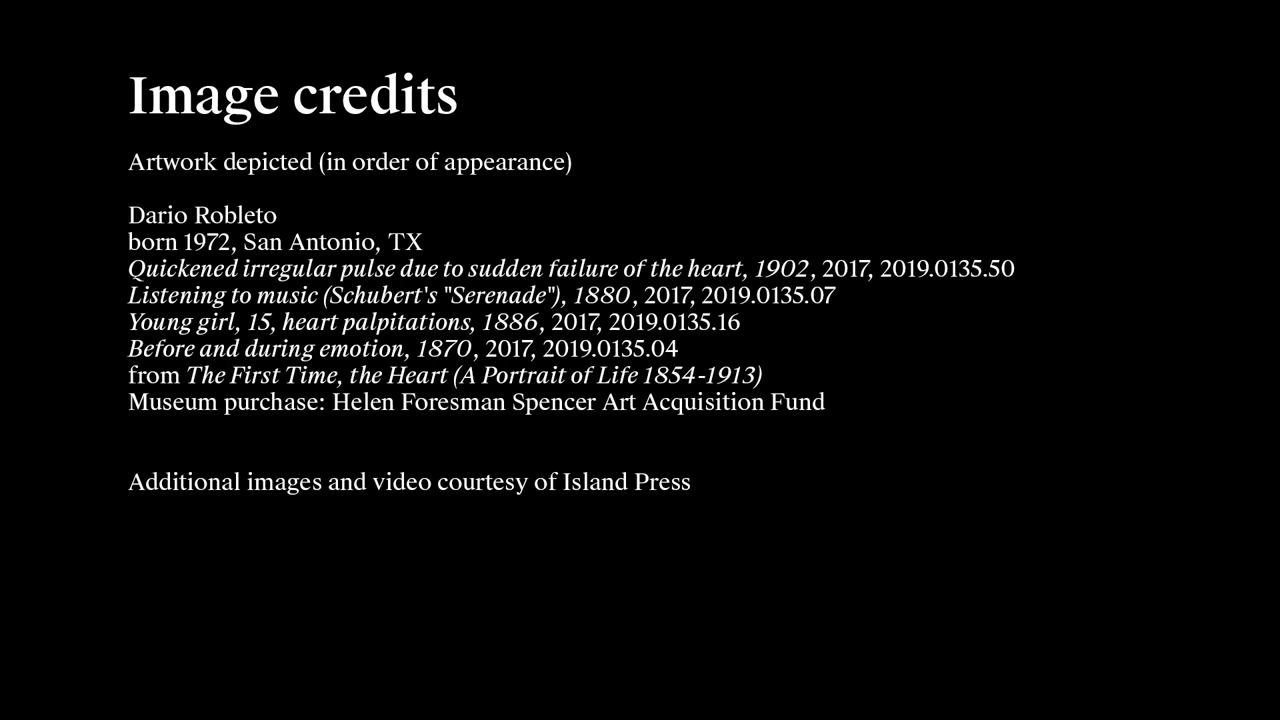 Image credits
Artwork depicted (in order of appearance)
Dario Robleto
born 1972, San Antonio, TX
Quickened irregular pulse due to sudden failure of the heart, 1902, 2017, 2019.0135.50
Listening to music (Schubert's "Serenade"), 1880, 2017, 2019.0135.07
Young girl, 15, heart palpitations, 1886, 2017, 2019.0135.16
Before and during emotion, 1870, 2017, 2019.0135.04
from The First Time, the Heart (A Portrait of Life 1854-1913)
Museum purchase: Helen Foresman Spencer Art Acquisition Fund
Additional images and video courtesy of Island Press